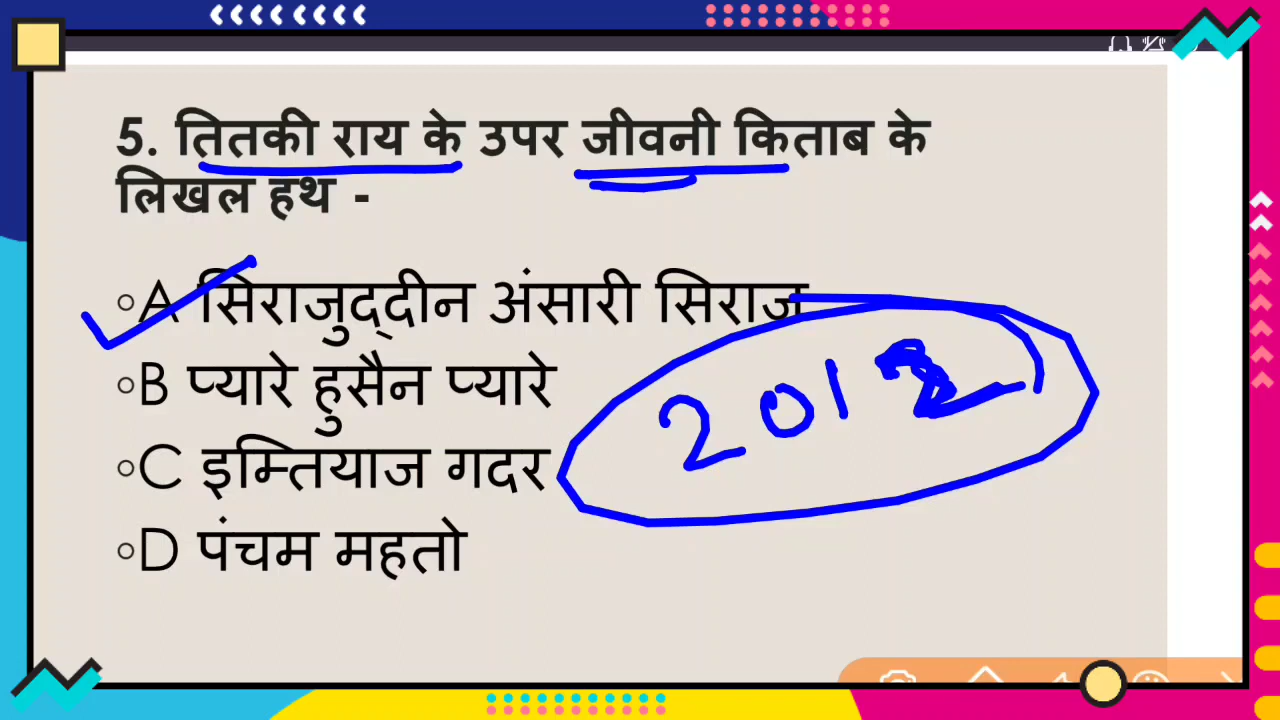 5. तितकी राय के उपर जीवनी किताब के
लिखल हथ -
◦A सिराजुद्दीन अंसारी सिराज
◦B प्यारे हुसैन प्यारे
◦C इम्तियाज गदर
◦D पंचम महतो
2012